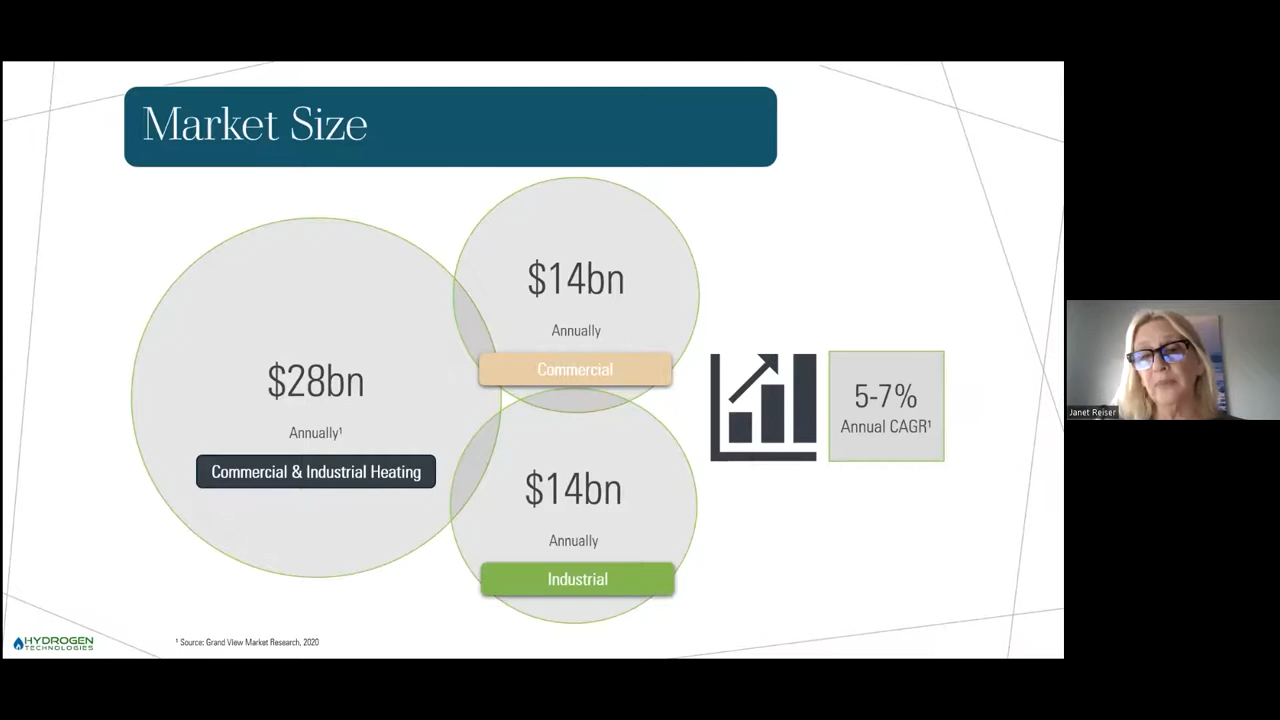 Market Size
$28bn
Annually¹
Commercial & Industrial Heating
$14bn
Annually
Commercial
$14bn
Annually
Industrial
5-7%
Annual CAGR¹
Janet Reiser
HYDROGEN
TECHNOLOGIES
¹ Source: Grand View Market Research, 2020